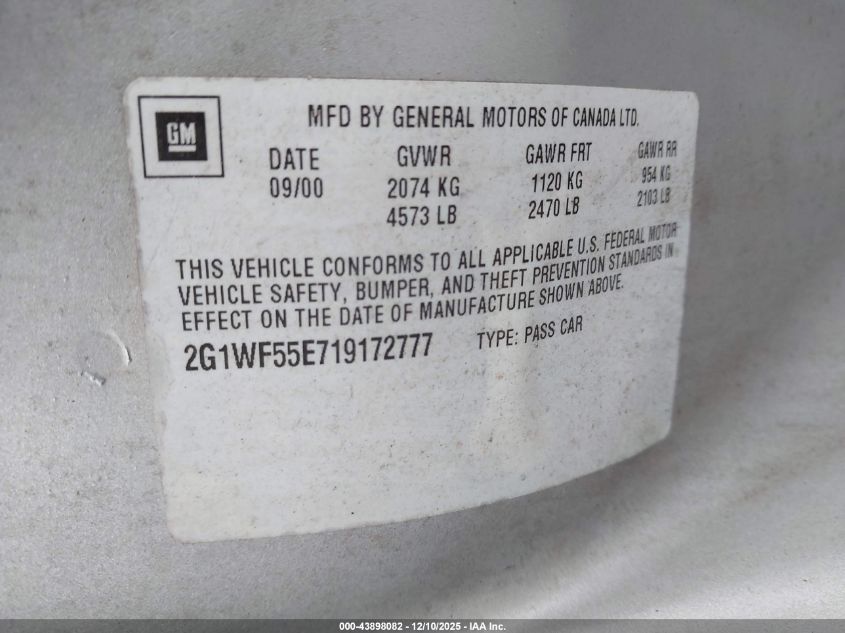 GM
MFD BY GENERAL MOTORS OF CANADA LTD.
DATE GVWR GAWR FRT GAWR RR
09/00 2074 KG 1120 KG 954 KG
4573 LB 2470 LB 2103 LB
THIS VEHICLE CONFORMS TO ALL APPLICABLE U.S. FEDERAL MOTOR
VEHICLE SAFETY, BUMPER, AND THEFT PREVENTION STANDARDS IN
EFFECT ON THE DATE OF MANUFACTURE SHOWN ABOVE.
2G1WF55E719172777 TYPE: PASS CAR
000-43898082 - 12/10/2025 - IAA Inc.